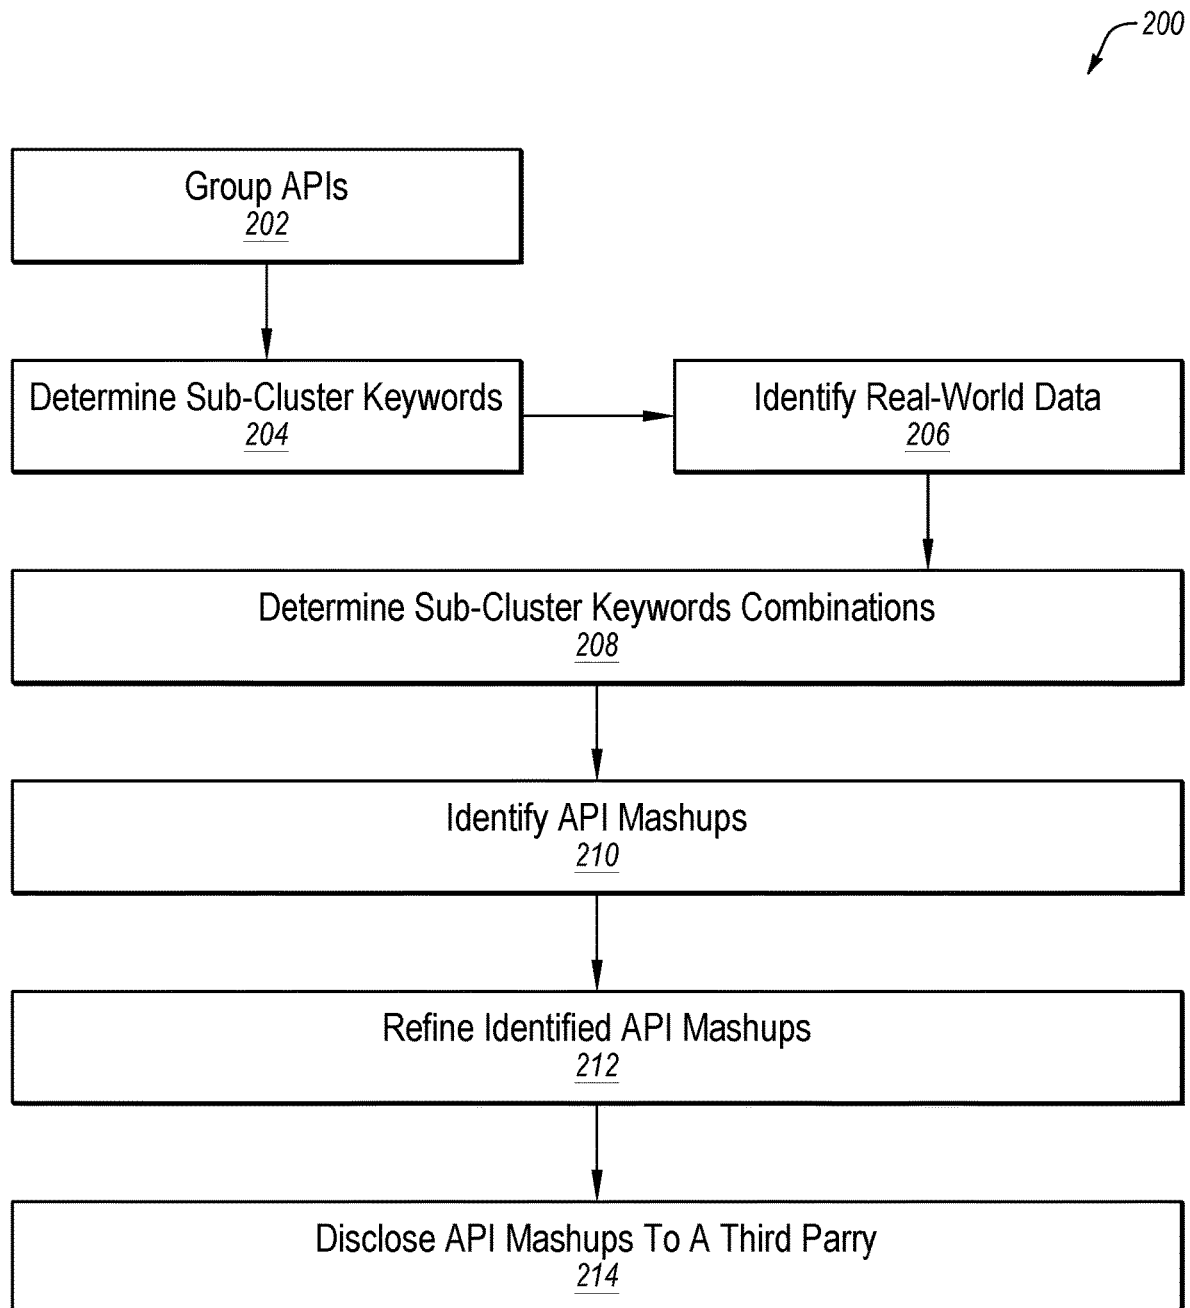 200
Group APIs
202
Determine Sub-Cluster Keywords
204
Identify Real-World Data
206
Determine Sub-Cluster Keywords Combinations
208
Identify API Mashups
210
Refine Identified API Mashups
212
Disclose API Mashups To A Third Parry
214